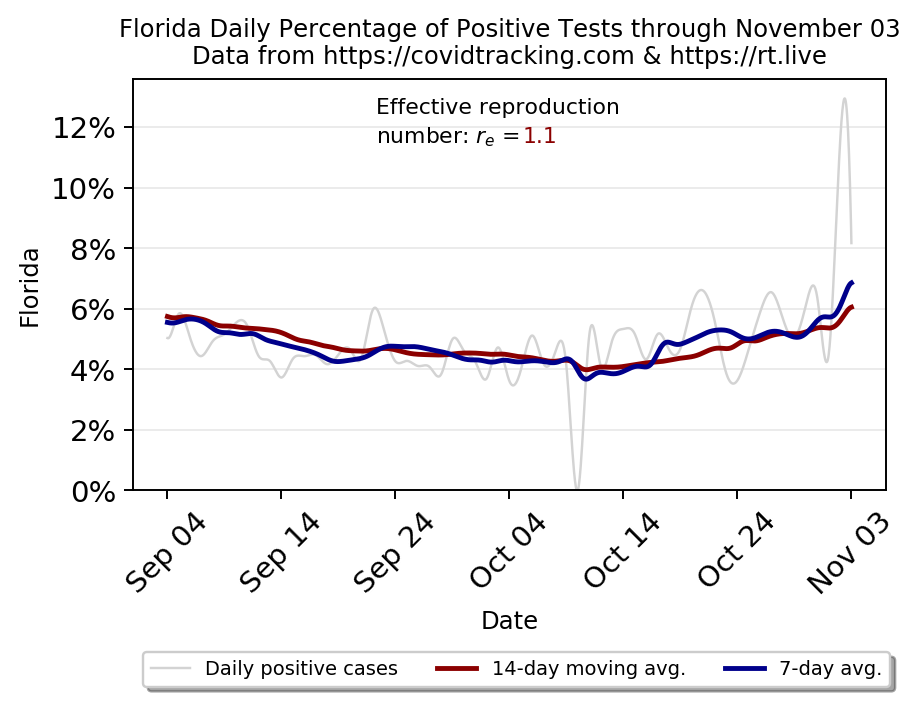 Florida Daily Percentage of Positive Tests through November 03
Data from https://covidtracking.com & https://rt.live
Effective reproduction
number: rₑ = 1.1
12%
10%
8%
6%
4%
2%
0%
Florida
Sep 04
Sep 14
Sep 24
Oct 04
Oct 14
Oct 24
Nov 03
Date
Daily positive cases
14-day moving avg.
7-day avg.